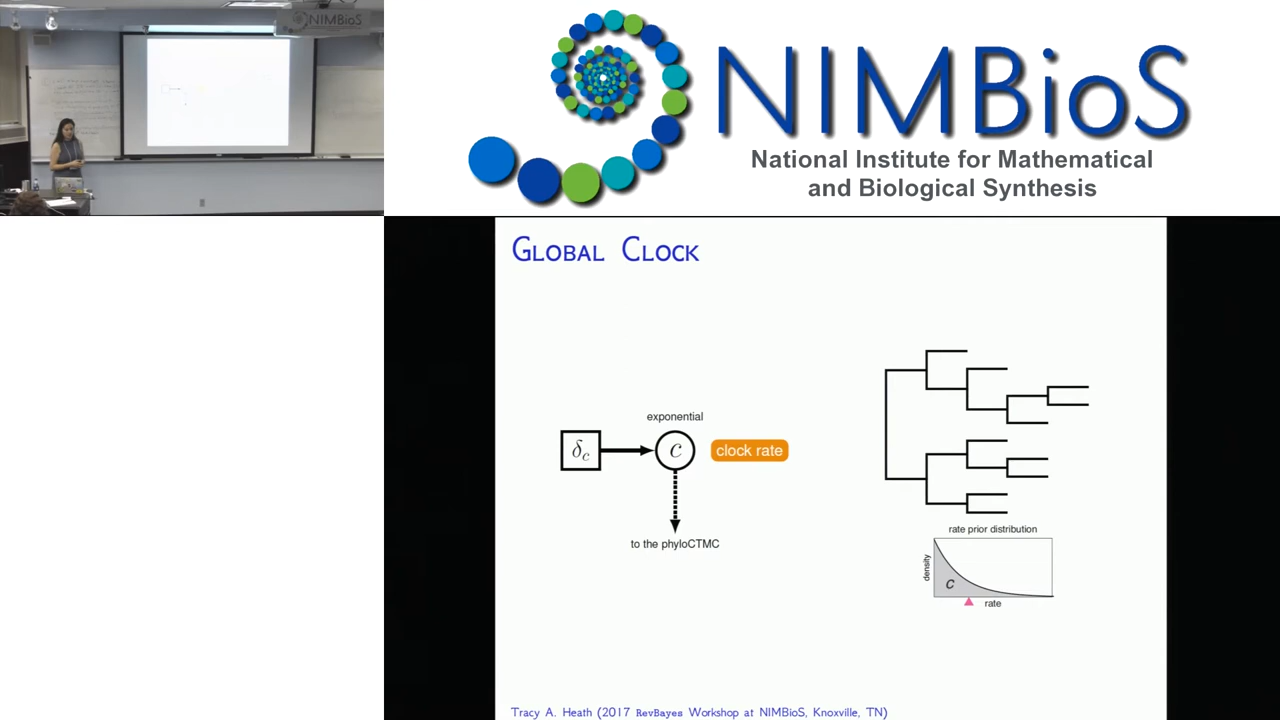 NIMBioS
NIMBioS
National Institute for Mathematical
and Biological Synthesis
GLOBAL CLOCK
exponential
δc
c
clock rate
to the phyloCTMC
rate prior distribution
density
c
rate
Tracy A. Heath (2017 RevBayes Workshop at NIMBioS, Knoxville, TN)